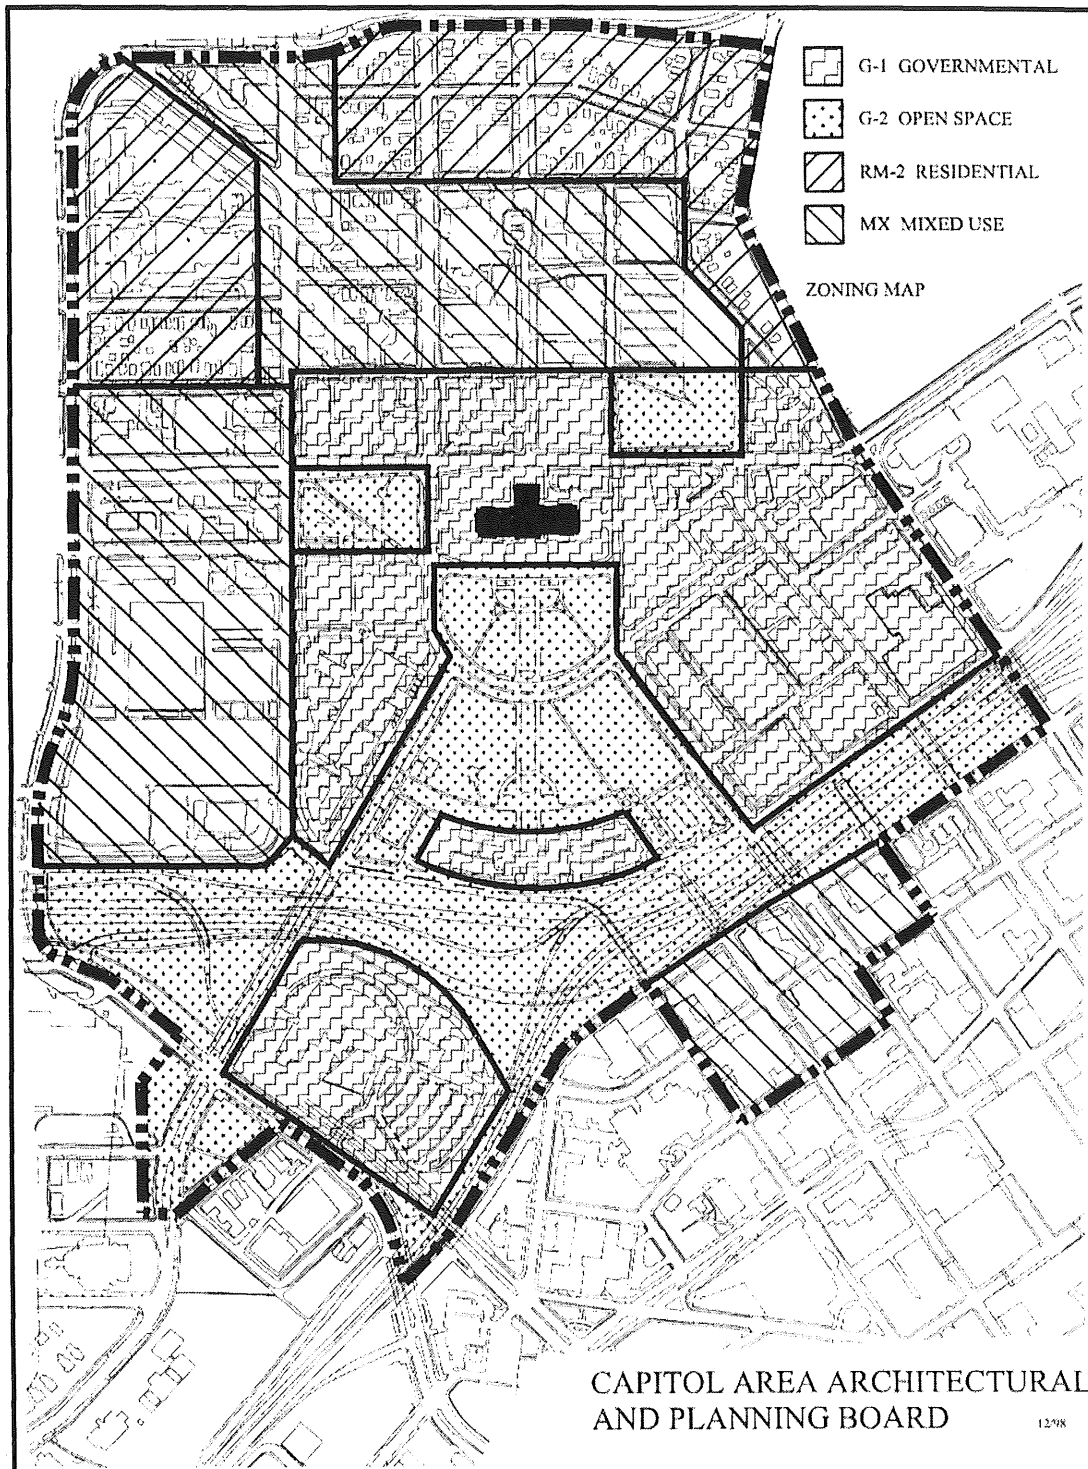 G-1 GOVERNMENTAL
G-2 OPEN SPACE
RM-2 RESIDENTIAL
MX MIXED USE
ZONING MAP
CAPITOL AREA ARCHITECTURAL
AND PLANNING BOARD
12/98